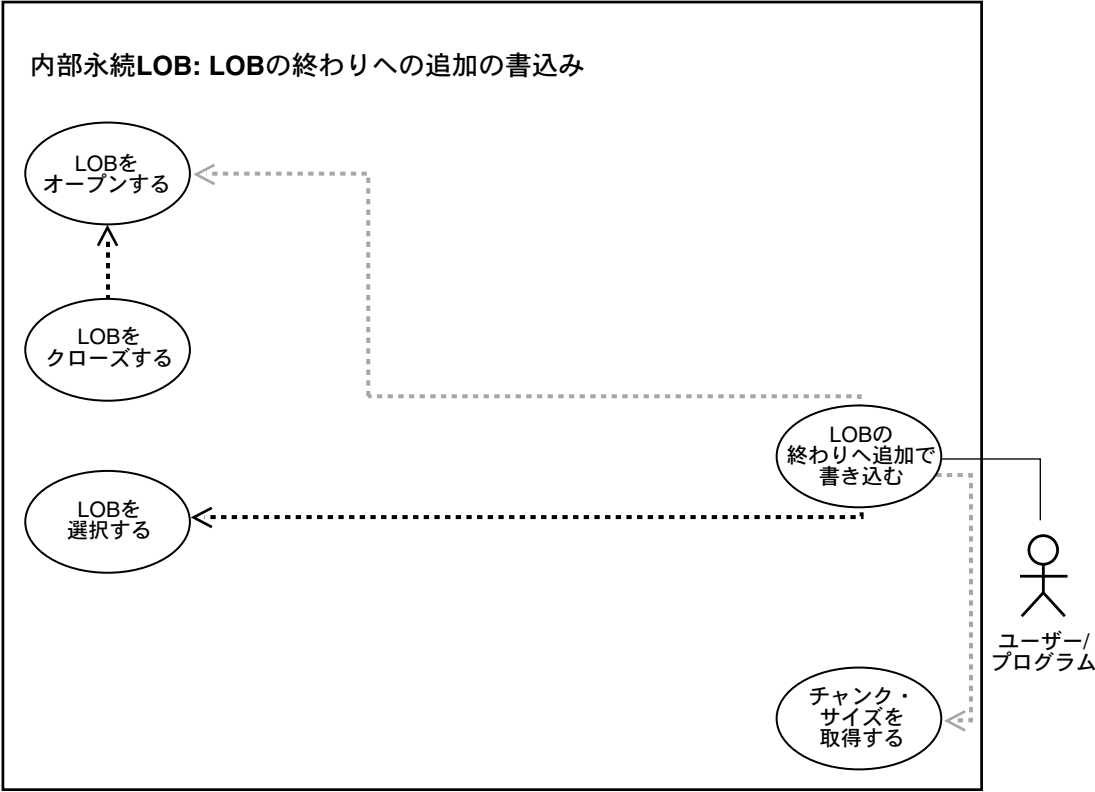 内部永続LOB: LOBの終わりへの追加の書込み
LOBを
オープンする
LOBを
クローズする
LOBの
終わりへ追加で
書き込む
LOBを
選択する
ユーザー/
プログラム
チャンク・
サイズを
取得する